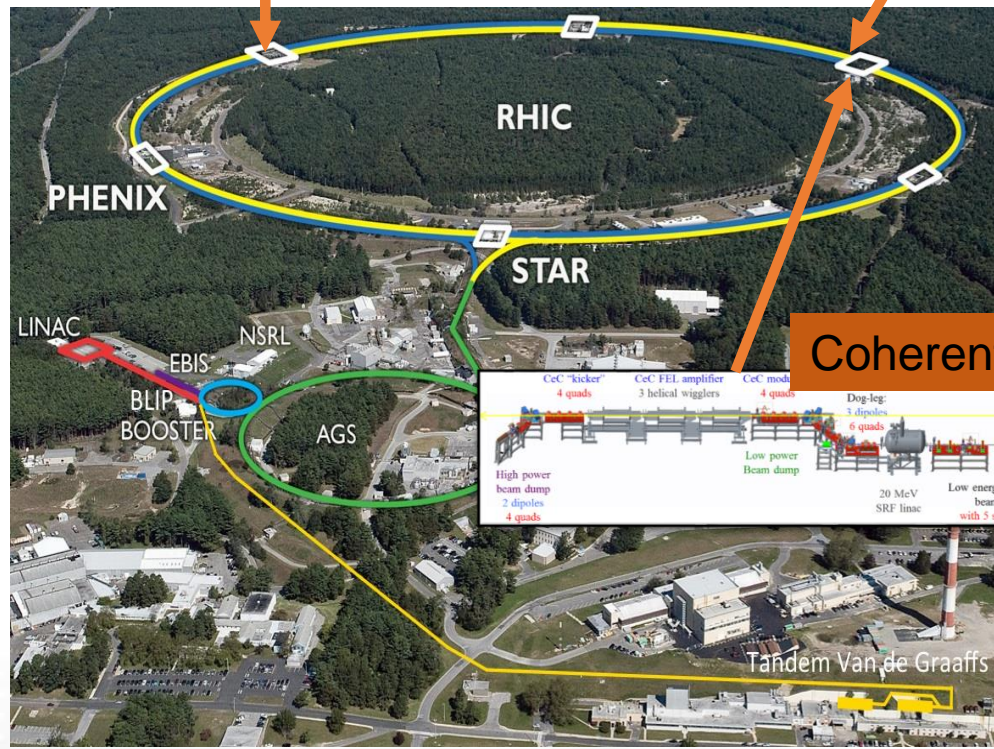 RHIC
PHENIX
STAR
LINAC
NSRL
EBIS
BLIP
BOOSTER
AGS
Coheren
CeC "kicker"
4 quads
CeC FEL amplifier
3 helical wigglers
CeC modu
4 quads
Dog-leg:
3 dipoles
6 quads
High power
beam dump
2 dipoles
4 quads
Low power
Beam dump
20 MeV
SRF linac
Low energ
bear
with 5
Tandem Van de Graaffs